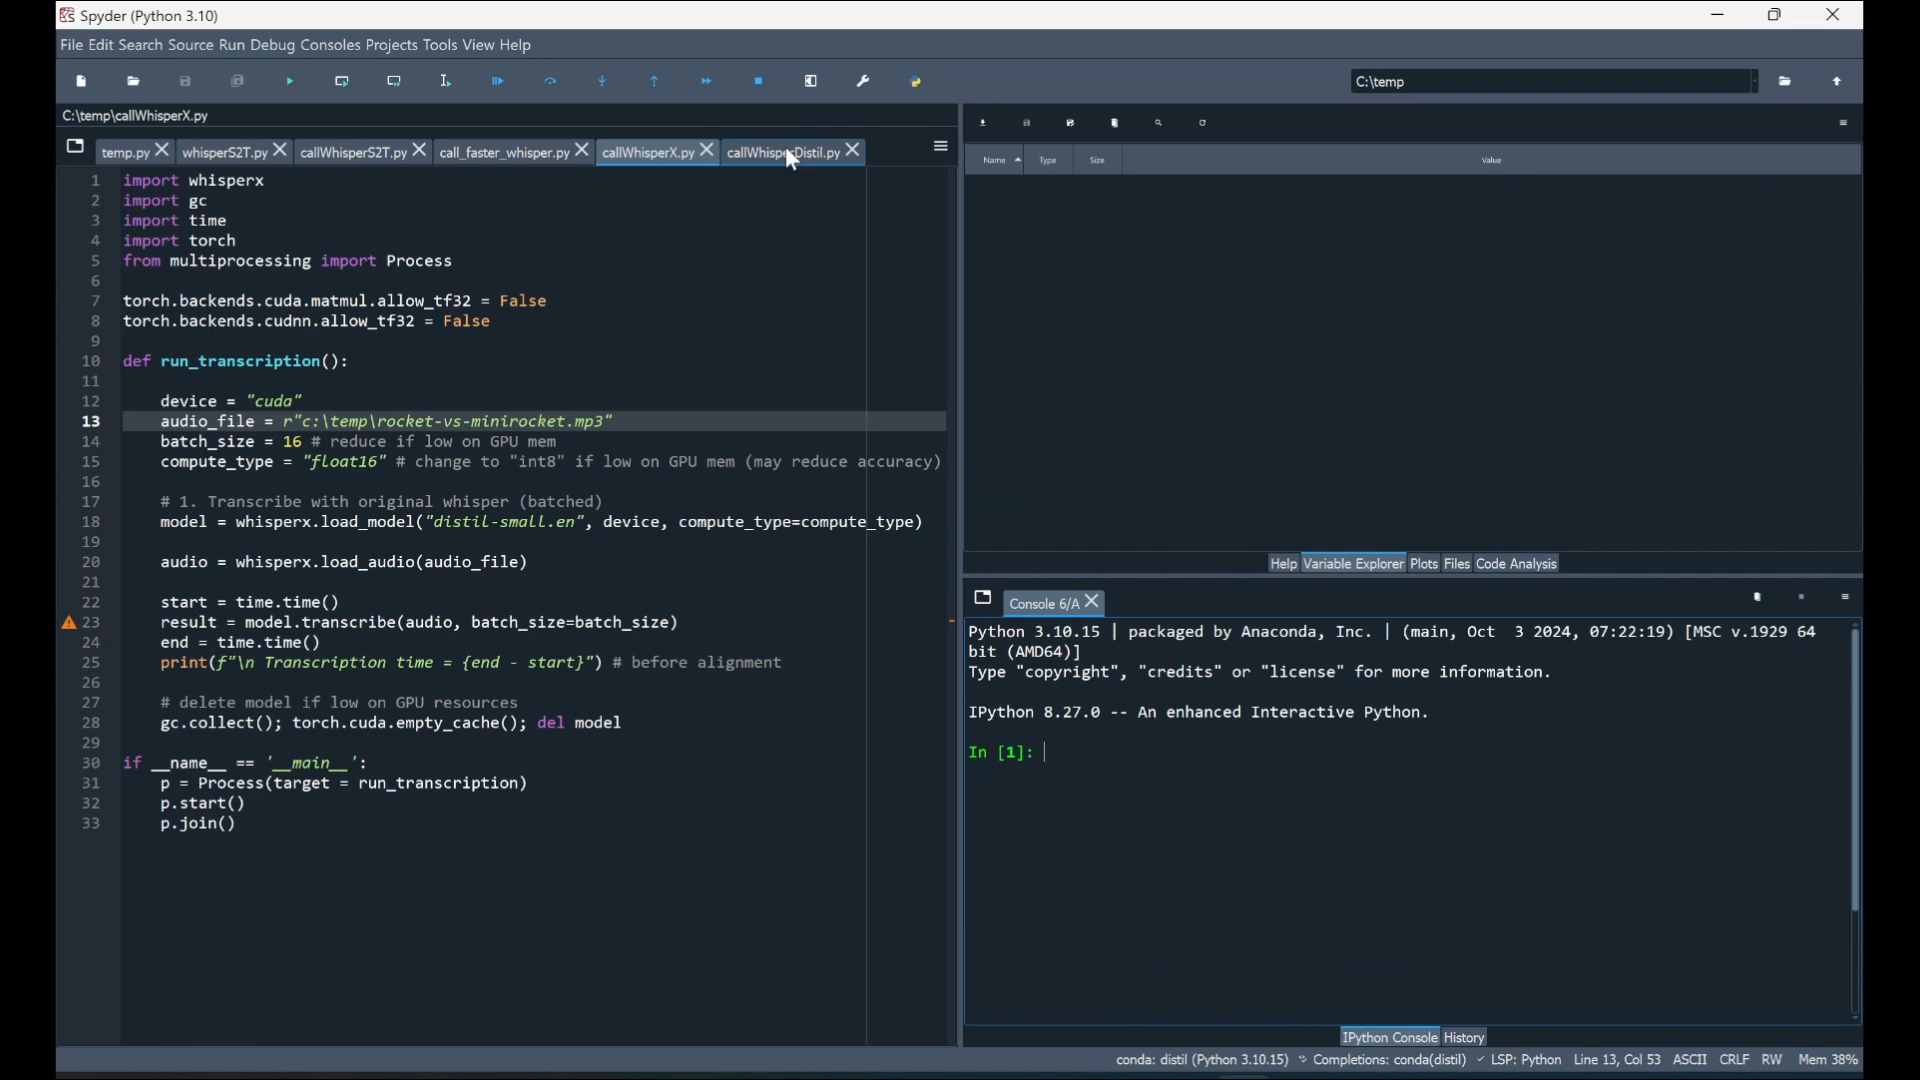 Spyder (Python 3.10)
File Edit Search Source Run Debug Consoles Projects Tools View Help
C:\temp
C:\temp\callWhisperX.py
temp.py whisperS2T.py callWhisperS2T.py call_faster_whisper.py callWhisperX.py callWhisperDistil.py
1 import whisperx
2 import gc
3 import time
4 import torch
5 from multiprocessing import Process
6
7 torch.backends.cuda.matmul.allow_tf32 = False
8 torch.backends.cudnn.allow_tf32 = False
9
10 def run_transcription():
11
12 device = "cuda"
13 audio_file = r"c:\temp\rocket-vs-minirocket.mp3"
14 batch_size = 16 # reduce if low on GPU mem
15 compute_type = "float16" # change to "int8" if low on GPU mem (may reduce accuracy)
16
17 # 1. Transcribe with original whisper (batched)
18 model = whisperx.load_model("distil-small.en", device, compute_type=compute_type)
19
20 audio = whisperx.load_audio(audio_file)
21
22 start = time.time()
23 result = model.transcribe(audio, batch_size=batch_size)
24 end = time.time()
25 print(f"\n Transcription time = {end - start}") # before alignment
26
27 # delete model if low on GPU resources
28 gc.collect(); torch.cuda.empty_cache(); del model
29
30 if __name__ == '__main__':
31 p = Process(target = run_transcription)
32 p.start()
33 p.join()
Name Type Size Value
Help Variable Explorer Plots Files Code Analysis
Console 6/A
Python 3.10.15 | packaged by Anaconda, Inc. | (main, Oct 3 2024, 07:22:19) [MSC v.1929 64
bit (AMD64)]
Type "copyright", "credits" or "license" for more information.
IPython 8.27.0 -- An enhanced Interactive Python.
In [1]:
IPython Console History
conda: distil (Python 3.10.15) Completions: conda(distil) LSP: Python Line 13, Col 53 ASCII CRLF RW Mem 38%